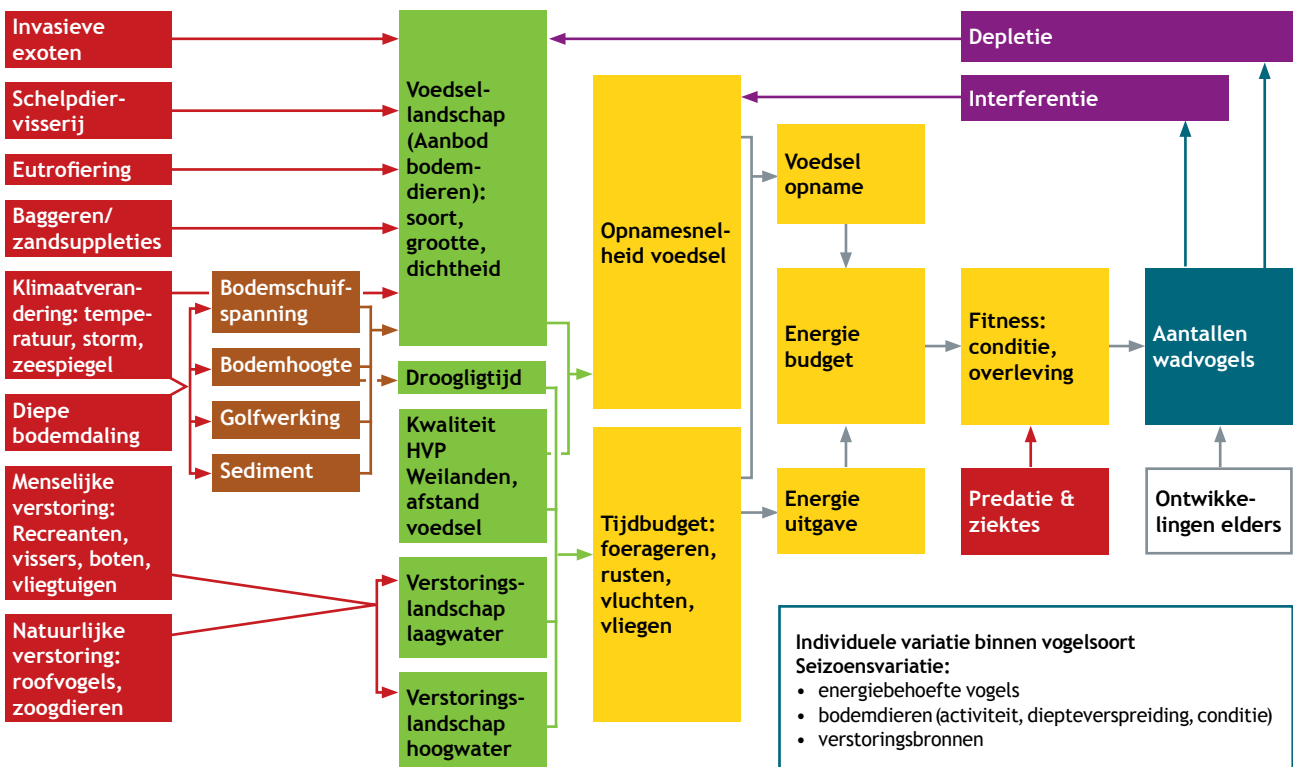 Invasieve
exoten
Schelpdier-
visserij
Eutrofiering
Baggeren/
zandsuppleties
Klimaatveran-
dering: tempe-
ratuur, storm,
zeespiegel
Diepe
bodemdaling
Menselijke
verstoring:
Recreanten,
vissers, boten,
vliegtuigen
Natuurlijke
verstoring:
roofvogels,
zoogdieren
Bodemschuif-
spanning
Bodemhoogte
Golfwerking
Sediment
Voedsel-
landschap
(Aanbod
bodem-
dieren):
soort,
grootte,
dichtheid
Droogligtijd
Kwaliteit
HVP
Weilanden,
afstand
voedsel
Verstorings-
landschap
laagwater
Verstorings-
landschap
hoogwater
Opnamesnel-
heid voedsel
Tijdbudget:
foerageren,
rusten,
vluchten,
vliegen
Voedsel
opname
Energie
budget
Energie
uitgave
Depletie
Interferentie
Fitness:
conditie,
overleving
Predatie &
ziektes
Aantallen
wadvogels
Ontwikke-
lingen elders
Individuele variatie binnen vogelsoort
Seizoensvariatie:
• energiebehoefte vogels
• bodemdieren (activiteit, diepteverspreiding, conditie)
• verstoringsbronnen